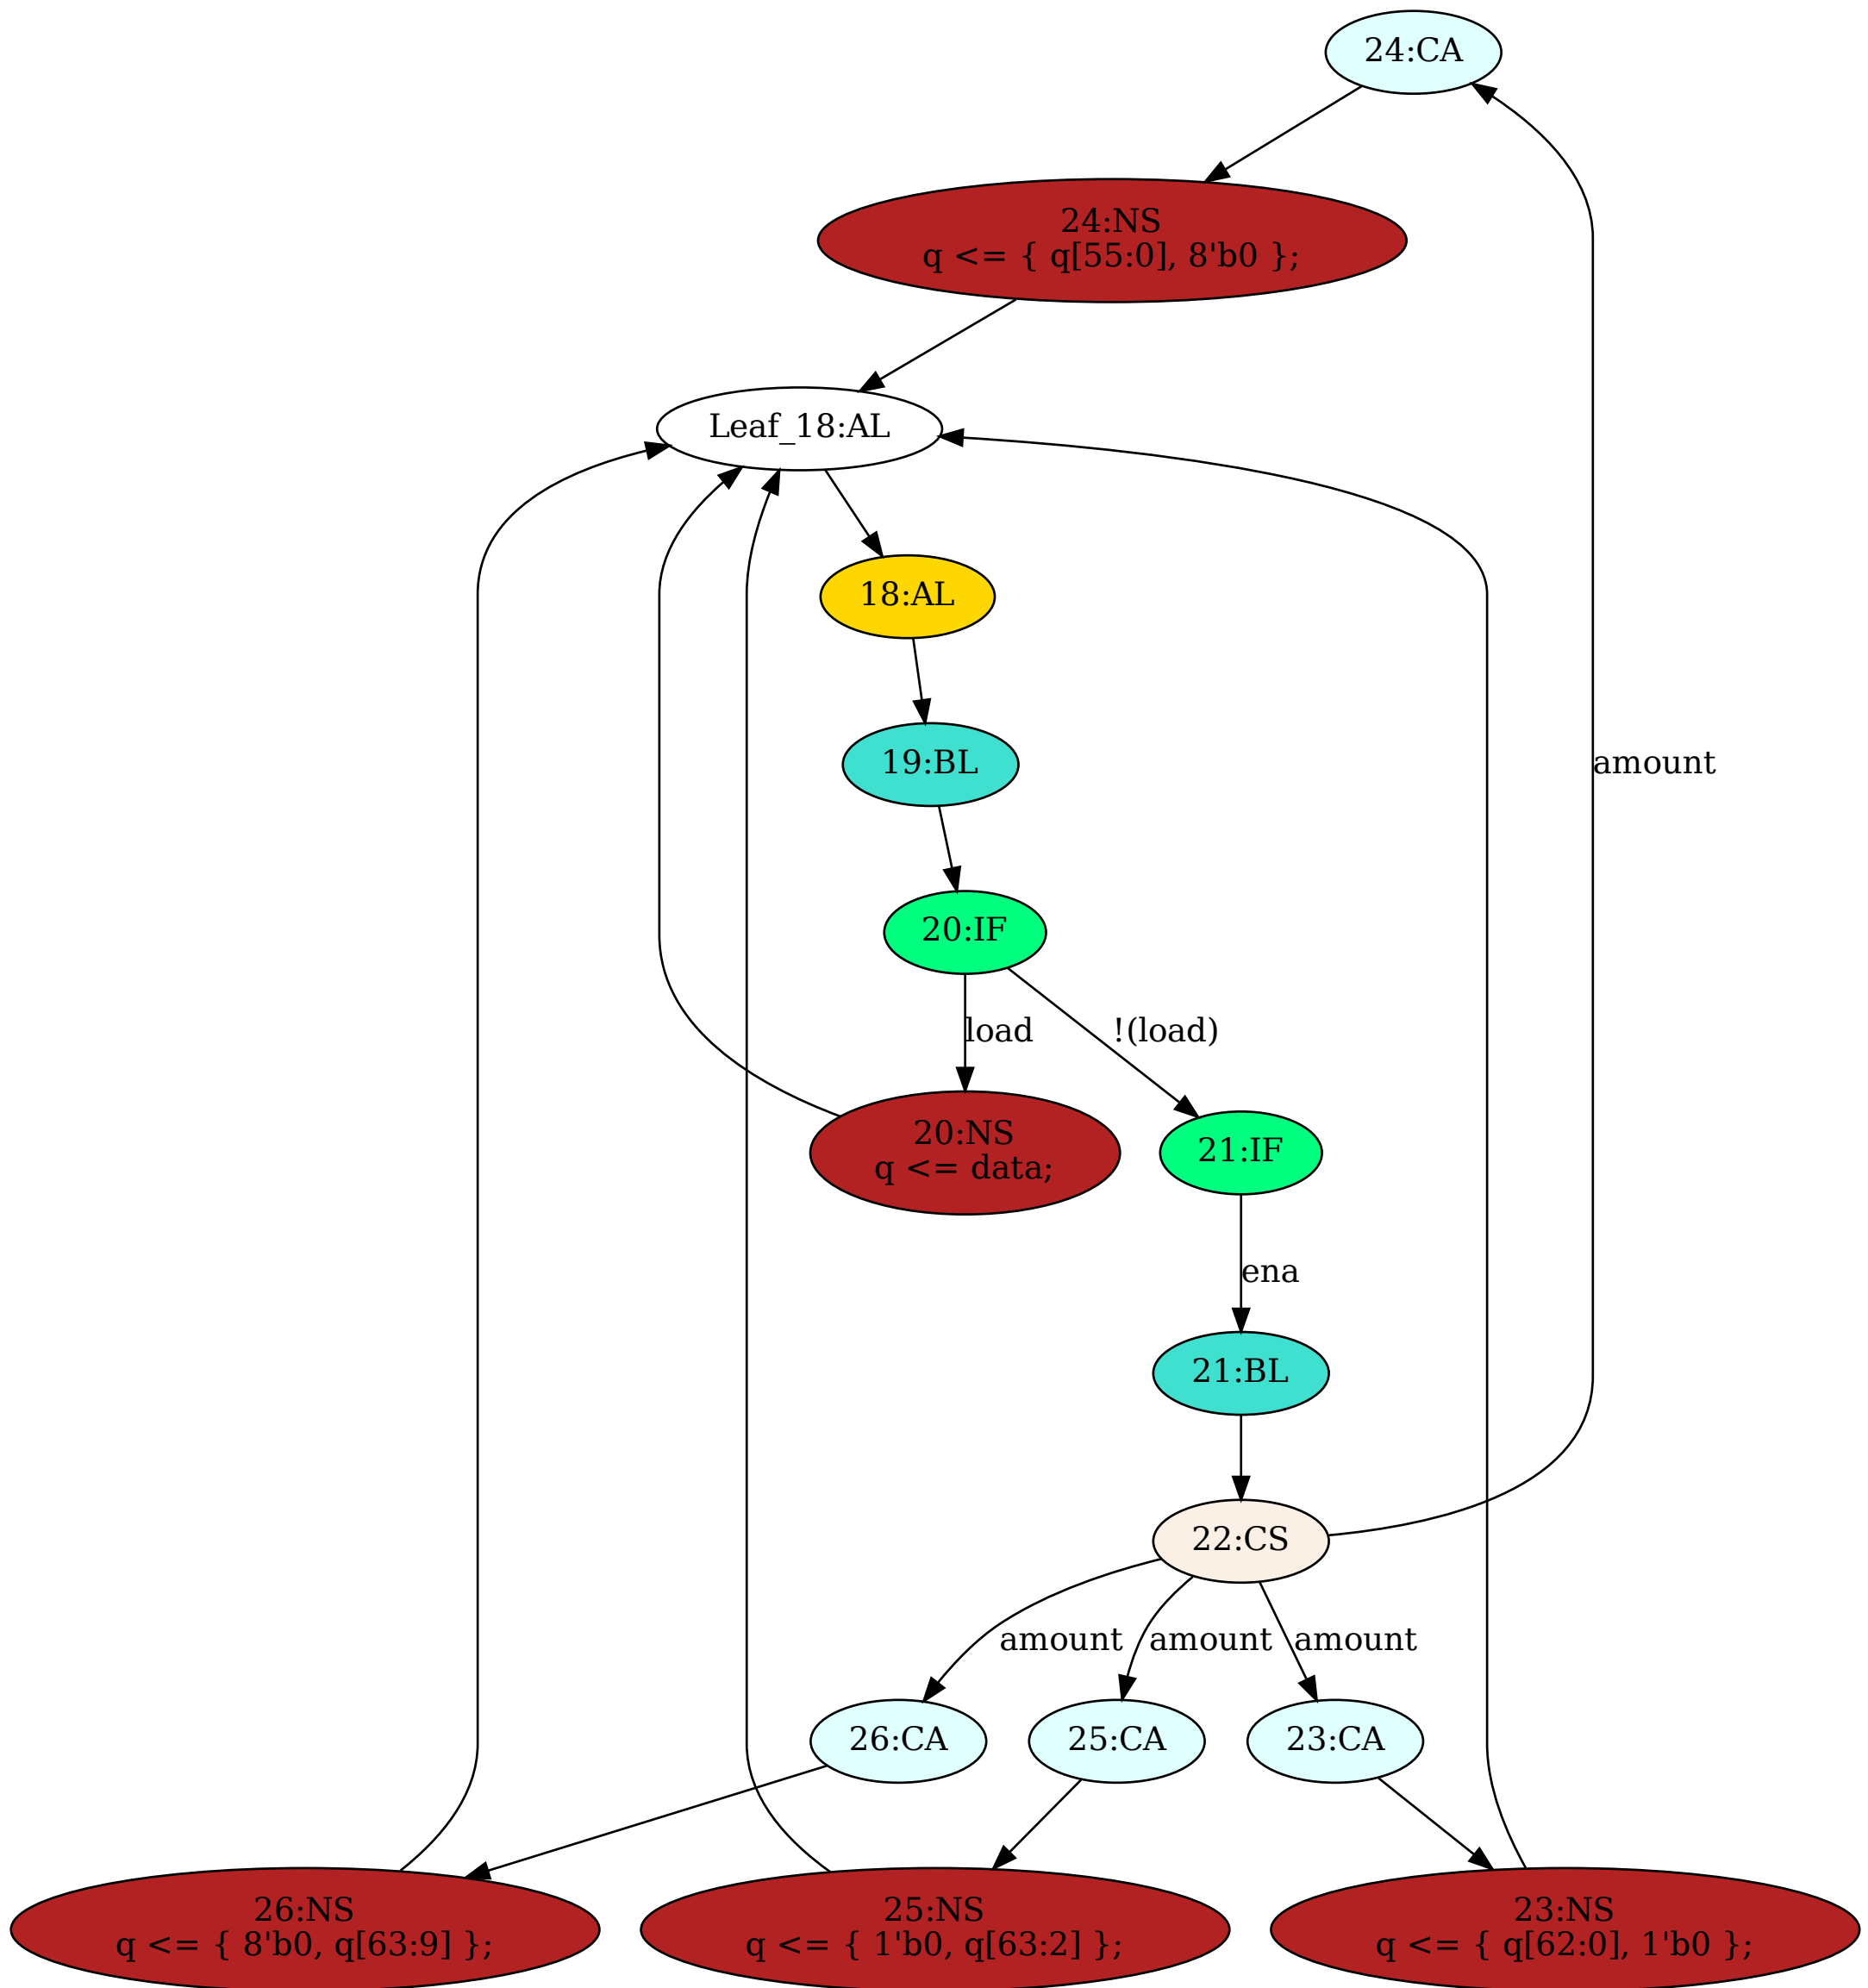 24:CA
24:NS
q <= { q[55:0], 8'b0 };
Leaf_18:AL
18:AL
19:BL
amount
20:IF
load
!(load)
20:NS
q <= data;
21:IF
ena
21:BL
22:CS
amount
amount
amount
26:CA
25:CA
23:CA
26:NS
q <= { 8'b0, q[63:9] };
25:NS
q <= { 1'b0, q[63:2] };
23:NS
q <= { q[62:0], 1'b0 };